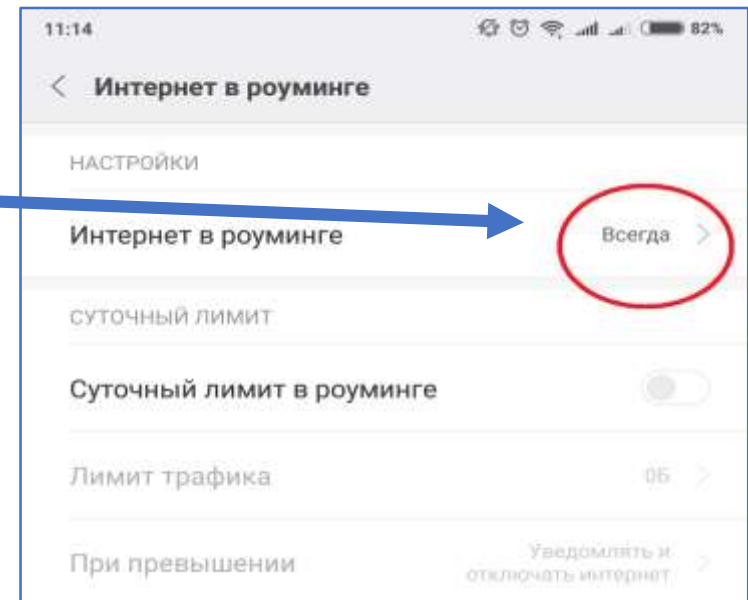 11:14 82%
Интернет в роуминге
НАСТРОЙКИ
Интернет в роуминге Всегда
СУТОЧНЫЙ ЛИМИТ
Суточный лимит в роуминге
Лимит трафика 0Б
При превышении Уведомлять и
отключать интернет